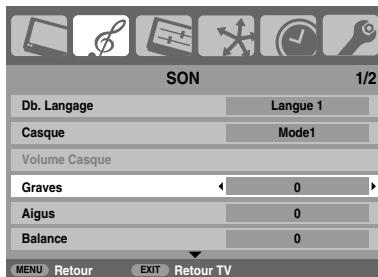 SON 1/2
Db. Langage Langue 1
Casque Mode1
Volume Casque
Graves 0
Aigus 0
Balance 0
MENU Retour EXIT Retour TV